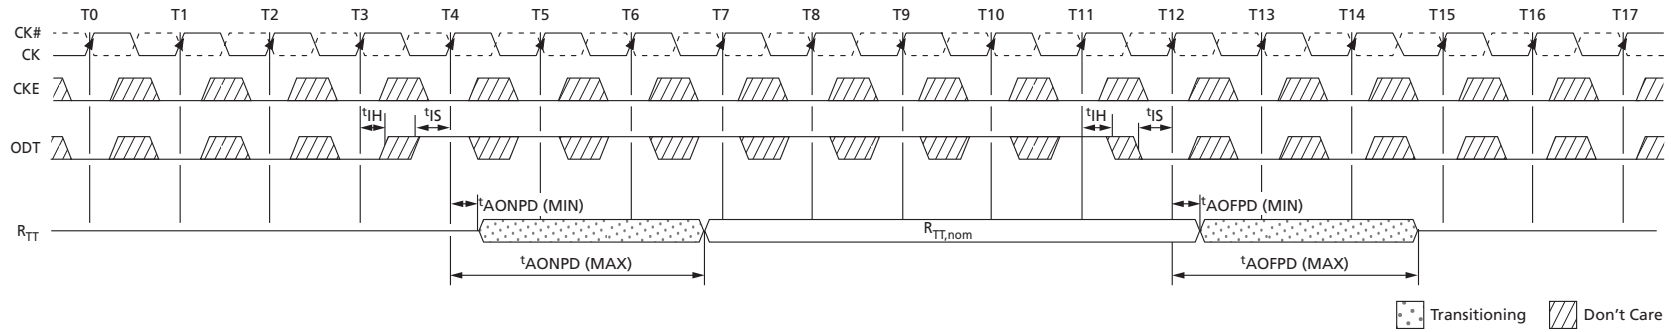 T0 T1 T2 T3 T4 T5 T6 T7 T8 T9 T10 T11 T12 T13 T14 T15 T16 T17
CK#
CK
CKE
tIH tIS tIH tIS
ODT
tAONPD (MIN) tAOFPD (MIN)
RTT RTT,nom
tAONPD (MAX) tAOFPD (MAX)
Transitioning Don't Care